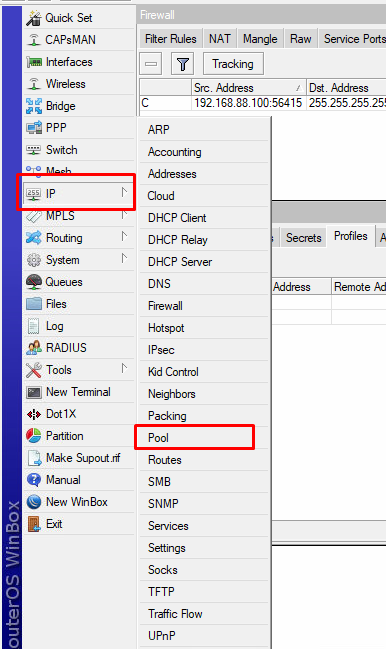 Quick Set
CAPsMAN
Interfaces
Wireless
Bridge
PPP
Switch
Mesh
IP
MPLS
Routing
System
Queues
Files
Log
RADIUS
Tools
New Terminal
Dot1X
Partition
Make Supout.rif
Manual
New WinBox
Exit
outerOS WinBox
Firewall
Filter Rules NAT Mangle Raw Service Ports
Tracking
Src. Address Dst. Address
C 192.168.88.100:56415 255.255.255.255
ARP
Accounting
Addresses
Cloud
DHCP Client
DHCP Relay
DHCP Server
DNS
Firewall
Hotspot
IPsec
Kid Control
Neighbors
Packing
Pool
Routes
SMB
SNMP
Services
Settings
Socks
TFTP
Traffic Flow
UPnP
s Secrets Profiles A
Address Remote Ad